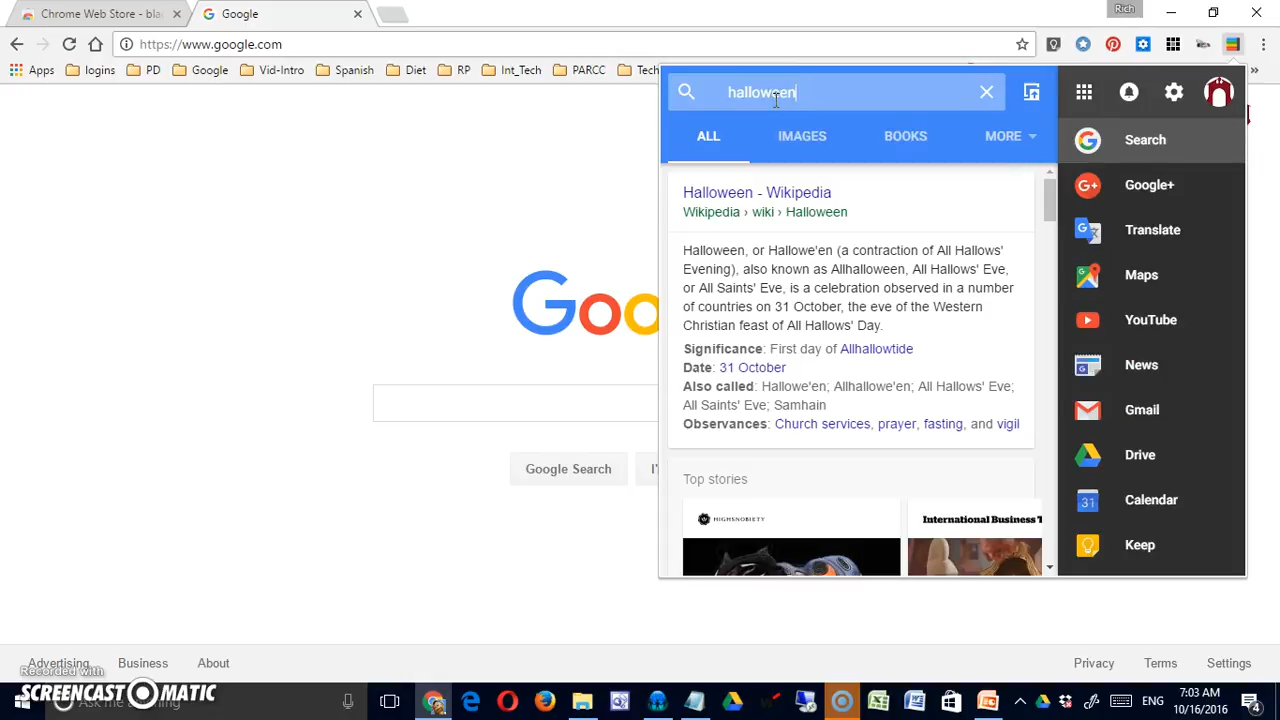 Chrome Web Store - bla
Google
Rich
https://www.google.com
Apps
logins
PD
Google
Vid-Intro
Spanish
Diet
RP
Int_Tech
PARCC
Tech
»
halloween
ALL
IMAGES
BOOKS
MORE
Halloween - Wikipedia
Wikipedia › wiki › Halloween
Halloween, or Hallowe'en (a contraction of All Hallows'
Evening), also known as Allhalloween, All Hallows' Eve,
or All Saints' Eve, is a celebration observed in a number
of countries on 31 October, the eve of the Western
Christian feast of All Hallows' Day.
Significance: First day of Allhallowtide
Date: 31 October
Also called: Hallowe'en; Allhallowe'en; All Hallows' Eve;
All Saints' Eve; Samhain
Observances: Church services, prayer, fasting, and vigil
Top stories
HIGHSNOBIETY
International Business T
Search
Google+
Translate
Maps
YouTube
News
Gmail
Drive
31
Calendar
Keep
Goo
Google Search
I'
Advertising
Business
About
Privacy
Terms
Settings
Recorded with
SCREENCAST-O-MATIC
Ask me anything
ENG
7:03 AM
10/16/2016
4